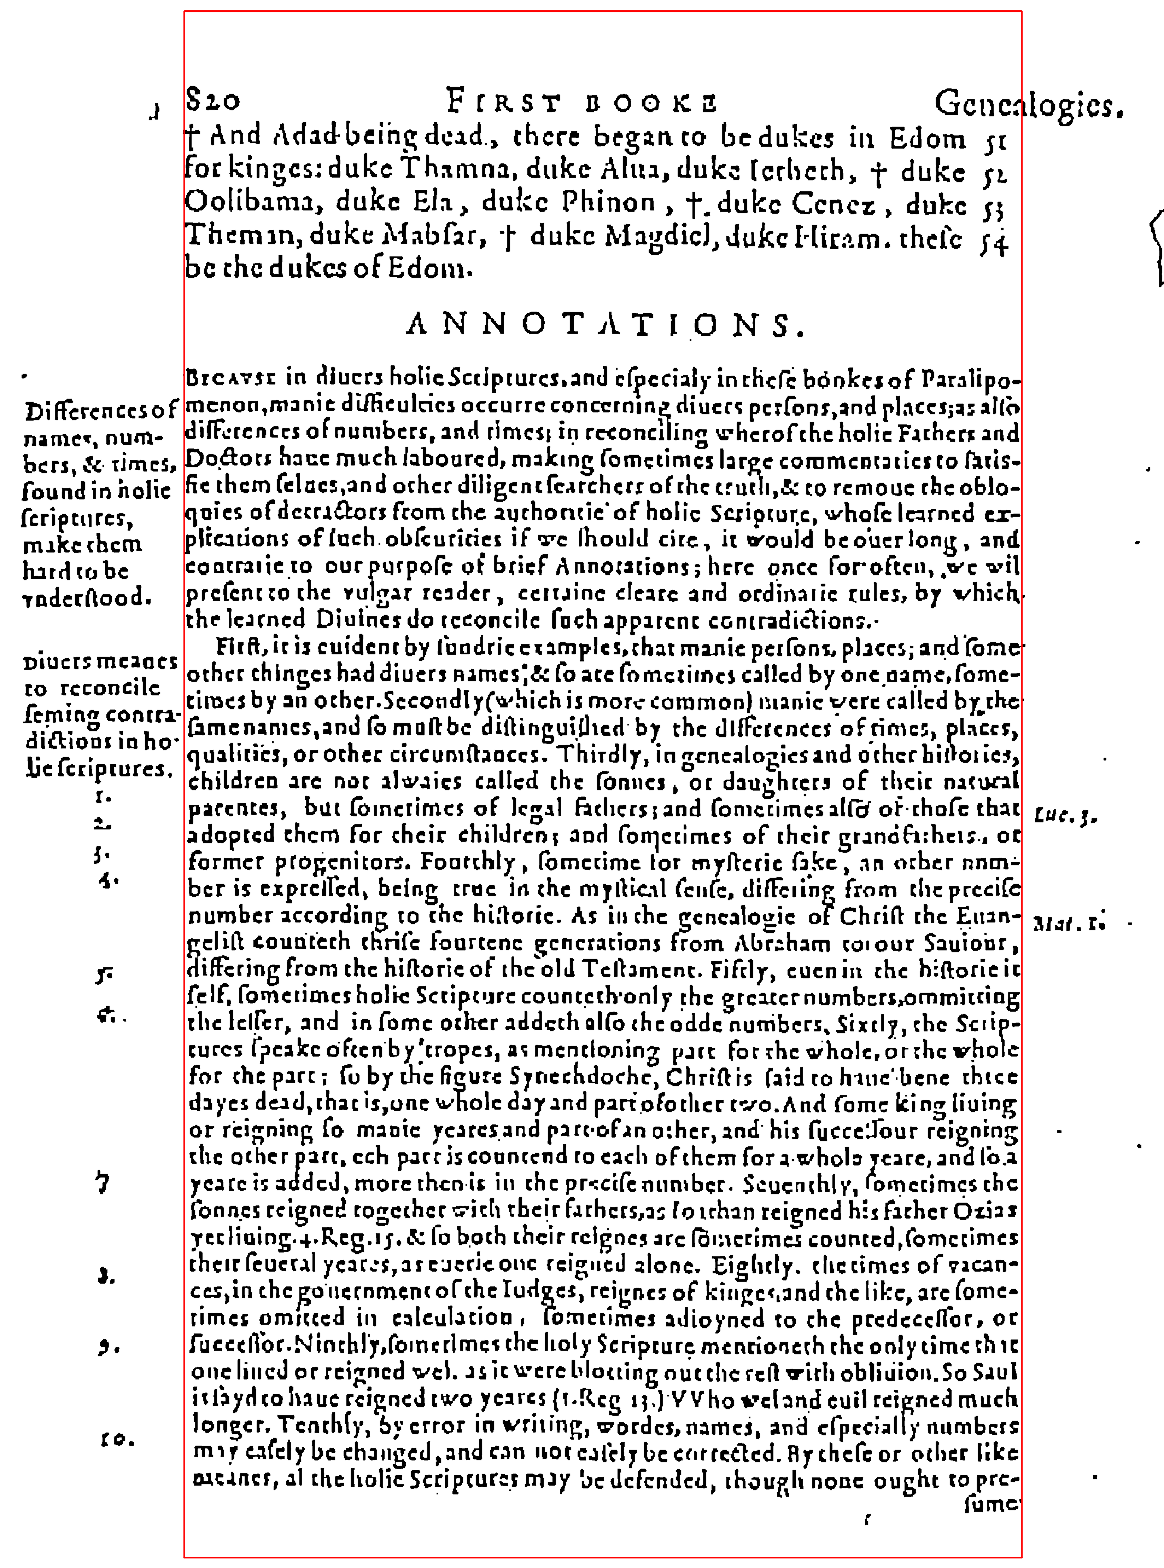 820 FIRST BOOKE Genealogies.
† And Adad being dead, there began to be dukes in Edom 51
for kinges: duke Thamna, duke Alua, duke Ietheth, † duke 52
Oolibama, duke Ela, duke Phinon, †. duke Cenez, duke 53
Theman, duke Mabſar, † duke Magdiel, duke Hiram. theſe 54
be the dukes of Edom.
ANNOTATIONS.
BECAVSE in diuers holie Scriptures, and eſpecialy in theſe bookes of Paralipo-
menon, manie difficulties occurre concerning diuers perſons, and places; as alſo
differences of numbers, and times; in reconciling wherof the holie Fathers and
Doctors haue much laboured, making ſometimes large commentaries to ſatis-
fie them ſelues, and other diligent ſearchers of the truth, & to remoue the oblo-
quies of detractors from the authoritie of holie Scripture, whoſe learned ex-
plications of ſuch obſcurities if we ſhould cite, it would be ouer long, and
contrarie to our purpoſe of brief Annotations; here once for often, we wil
preſent to the vulgar reader, certaine cleare and ordinarie rules, by which
the learned Diuines do reconcile ſuch apparent contradictions.
Firſt, it is euident by ſundrie examples, that manie perſons, places; and ſome
other thinges had diuers names; & ſo are ſometimes called by one name, ſome-
times by an other. Secondly (which is more common) manie were called by the
ſame names, and ſo muſt be diſtinguiſhed by the differences of times, places,
qualities, or other circumſtances. Thirdly, in genealogies and other hiſtories,
children are not alwaies called the ſonnes, or daughters of their natural
parentes, but ſometimes of legal fathers; and ſometimes alſo of thoſe that
adopted them for their children; and ſometimes of their grandfathers, or
former progenitors. Fourthly, ſometime for myſterie ſake, an other num-
ber is expreſſed, being true in the myſtical ſenſe, differing from the preciſe
number according to the hiſtorie. As in the genealogie of Chriſt the Euan-
geliſt counteth thriſe fourtene generations from Abraham to our Sauiour,
differing from the hiſtorie of the old Teſtament. Fiftly, euen in the hiſtorie it
ſelf, ſometimes holie Scripture counteth only the greater numbers, ommitting
the leſſer, and in ſome other addeth alſo the odde numbers. Sixtly, the Scrip-
tures ſpeake often by tropes, as mentioning part for the whole, or the whole
for the part; ſo by the figure Synechdoche, Chriſt is ſaid to haue bene three
dayes dead, that is, one whole day and part of other two. And ſome king liuing
or reigning ſo manie yeares and part of an other, and his ſucceſſour reigning
the other part, ech part is countend to each of them for a whole yeare, and ſo a
yeare is added, more then is in the preciſe number. Seuenthly, ſometimes the
ſonnes reigned together with their fathers, as Ioathan reigned his father Ozias
yet liuing. 4. Reg. 15. & ſo both their reignes are ſometimes counted, ſometimes
their ſeueral yeares, as euerie one reigned alone. Eightly. the times of vacan-
ces, in the gouernment of the Iudges, reignes of kinges, and the like, are ſome-
times omitted in calculation, ſometimes adioyned to the predeceſſor, or
ſucceſſor. Ninthly, ſometimes the holy Scripture mentioneth the only time that
one liued or reigned wel. as it were blotting out the reſt with obliuion. So Saul
is ſayd to haue reigned two yeares (1. Reg 13.) VVho wel and euil reigned much
longer. Tenthly, by error in writing, wordes, names, and eſpecially numbers
may eaſely be changed, and can not eaſely be corrected. By theſe or other like
meanes, al the holie Scriptures may be defended, though none ought to pre-
ſume
Differences of
names, num-
bers, & times,
found in holie
ſcriptures,
make them
hard to be
vnderſtood.
Diuers meanes
to reconcile
ſeming contra-
dictions in ho-
lie ſcriptures.
1.
2.
3.
4.
5.
6.
7
8.
9.
10.
Luc. 3.
Mat. 1.